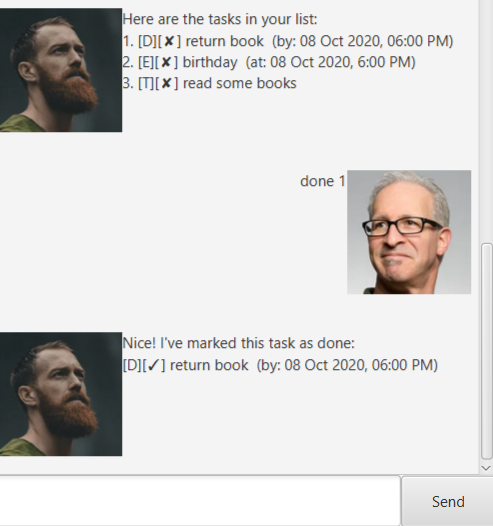 Here are the tasks in your list:
1. [D][✘] return book  (by: 08 Oct 2020, 06:00 PM)
2. [E][✘] birthday  (at: 08 Oct 2020, 6:00 PM)
3. [T][✘] read some books
done 1
Nice! I've marked this task as done:
[D][✓] return book  (by: 08 Oct 2020, 06:00 PM)
Send